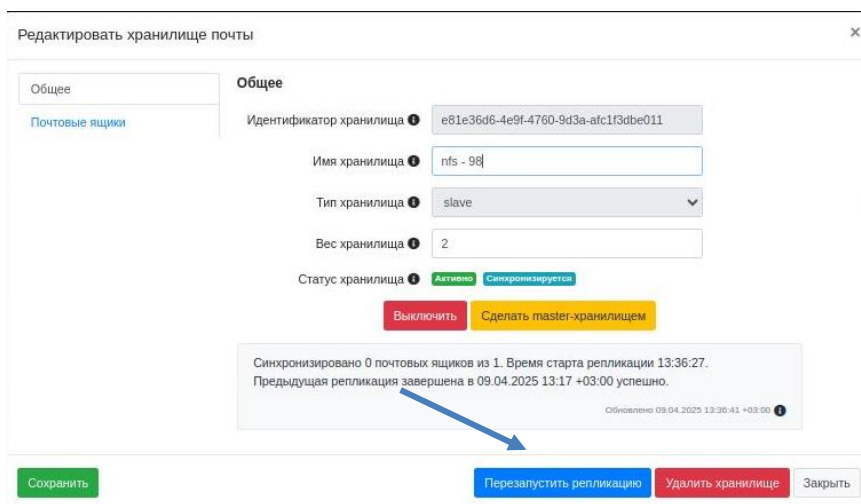 Редактировать хранилище почты
×
Общее
Почтовые ящики
Общее
Идентификатор хранилища e81e36d6-4e9f-4760-9d3a-afc1f3dbe011
Имя хранилища nfs - 98
Тип хранилища slave
Вес хранилища 2
Статус хранилища Активно Синхронизируется
Выключить Сделать master-хранилищем
Синхронизировано 0 почтовых ящиков из 1. Время старта репликации 13:36:27.
Предыдущая репликация завершена в 09.04.2025 13:17 +03:00 успешно.
Обновлено 09.04.2025 13:36:41 +03:00
Сохранить Перезапустить репликацию Удалить хранилище Закрыть